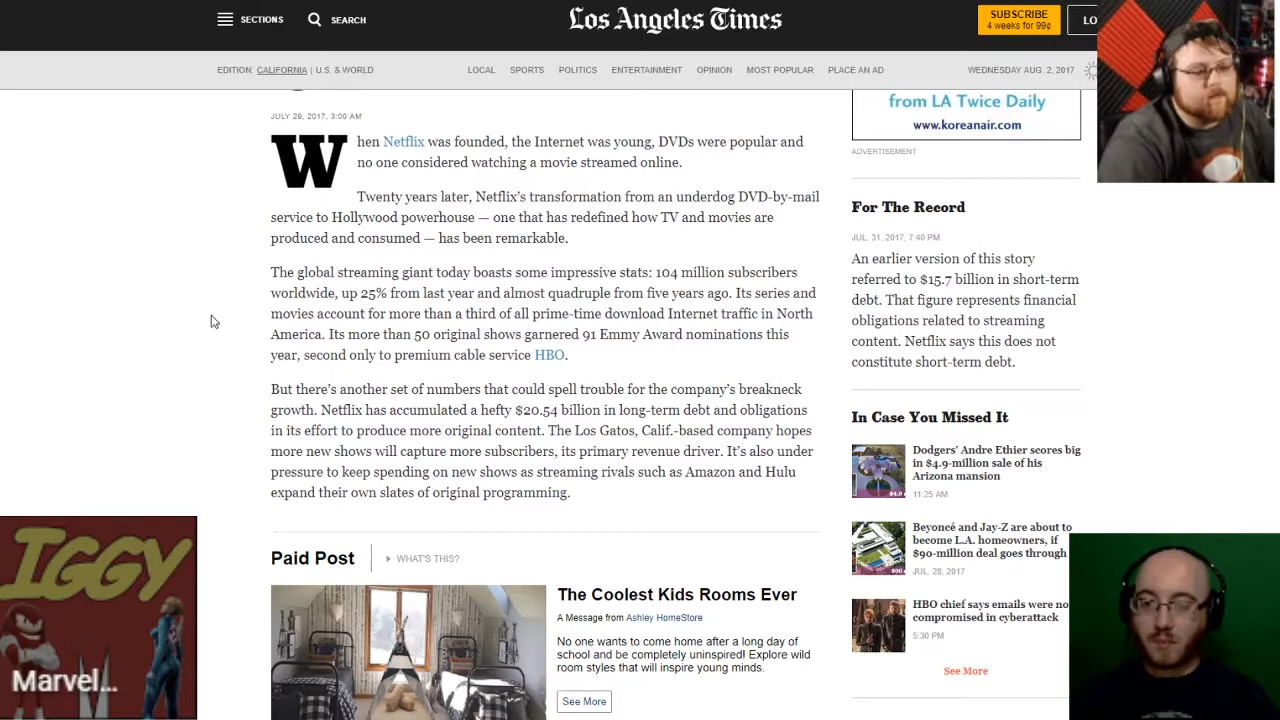 SECTIONS
SEARCH
Los Angeles Times
SUBSCRIBE
4 weeks for 99¢
LO
EDITION: CALIFORNIA | U.S. & WORLD
LOCAL SPORTS POLITICS ENTERTAINMENT OPINION MOST POPULAR PLACE AN AD
WEDNESDAY AUG. 2, 2017
JULY 29, 2017, 3:00 AM
When Netflix was founded, the Internet was young, DVDs were popular and
no one considered watching a movie streamed online.
Twenty years later, Netflix's transformation from an underdog DVD-by-mail
service to Hollywood powerhouse — one that has redefined how TV and movies are
produced and consumed — has been remarkable.
The global streaming giant today boasts some impressive stats: 104 million subscribers
worldwide, up 25% from last year and almost quadruple from five years ago. Its series and
movies account for more than a third of all prime-time download Internet traffic in North
America. Its more than 50 original shows garnered 91 Emmy Award nominations this
year, second only to premium cable service HBO.
But there's another set of numbers that could spell trouble for the company's breakneck
growth. Netflix has accumulated a hefty $20.54 billion in long-term debt and obligations
in its effort to produce more original content. The Los Gatos, Calif.-based company hopes
more new shows will capture more subscribers, its primary revenue driver. It's also under
pressure to keep spending on new shows as streaming rivals such as Amazon and Hulu
expand their own slates of original programming.
Paid Post
WHAT'S THIS?
The Coolest Kids Rooms Ever
A Message from Ashley HomeStore
No one wants to come home after a long day of
school and be completely uninspired! Explore wild
room styles that will inspire young minds.
See More
from LA Twice Daily
www.koreanair.com
ADVERTISEMENT
For The Record
JUL. 31, 2017, 7:40 PM
An earlier version of this story
referred to $15.7 billion in short-term
debt. That figure represents financial
obligations related to streaming
content. Netflix says this does not
constitute short-term debt.
In Case You Missed It
Dodgers' Andre Ethier scores big
in $4.9-million sale of his
Arizona mansion
11:25 AM
Beyoncé and Jay-Z are about to
become L.A. homeowners, if
$90-million deal goes through
JUL. 28, 2017
HBO chief says emails were no
compromised in cyberattack
5:30 PM
See More
IGGY
Marvel...